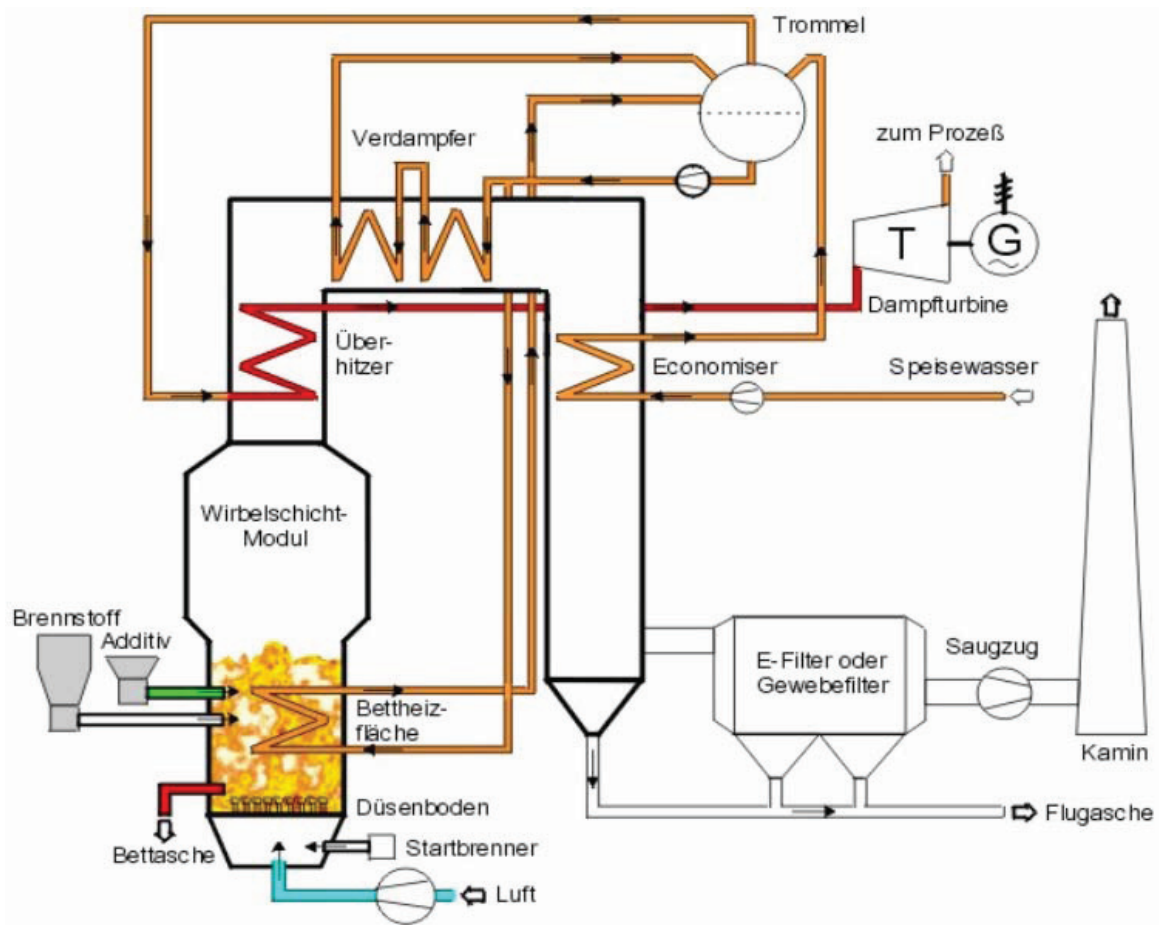 Trommel
Verdampfer
zum Prozeß
T
G
Dampfturbine
Über-
hitzer
Economiser
Speisewasser
Wirbelschicht-
Modul
Brennstoff
Additiv
E-Filter oder
Gewebefilter
Saugzug
Bettheiz-
fläche
Kamin
Düsenboden
Flugasche
Bettasche
Startbrenner
Luft